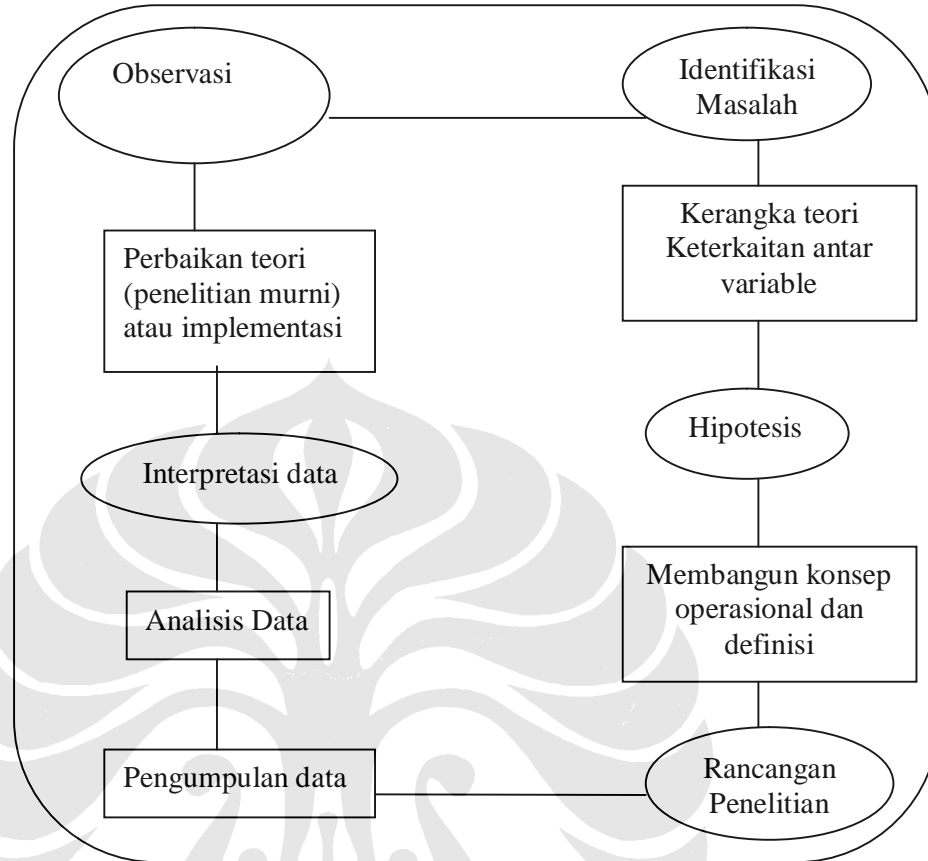 Observasi
Identifikasi
Masalah
Kerangka teori
Keterkaitan antar
variable
Perbaikan teori
(penelitian murni)
atau implementasi
Hipotesis
Interpretasi data
Membangun konsep
operasional dan
definisi
Analisis Data
Pengumpulan data
Rancangan
Penelitian